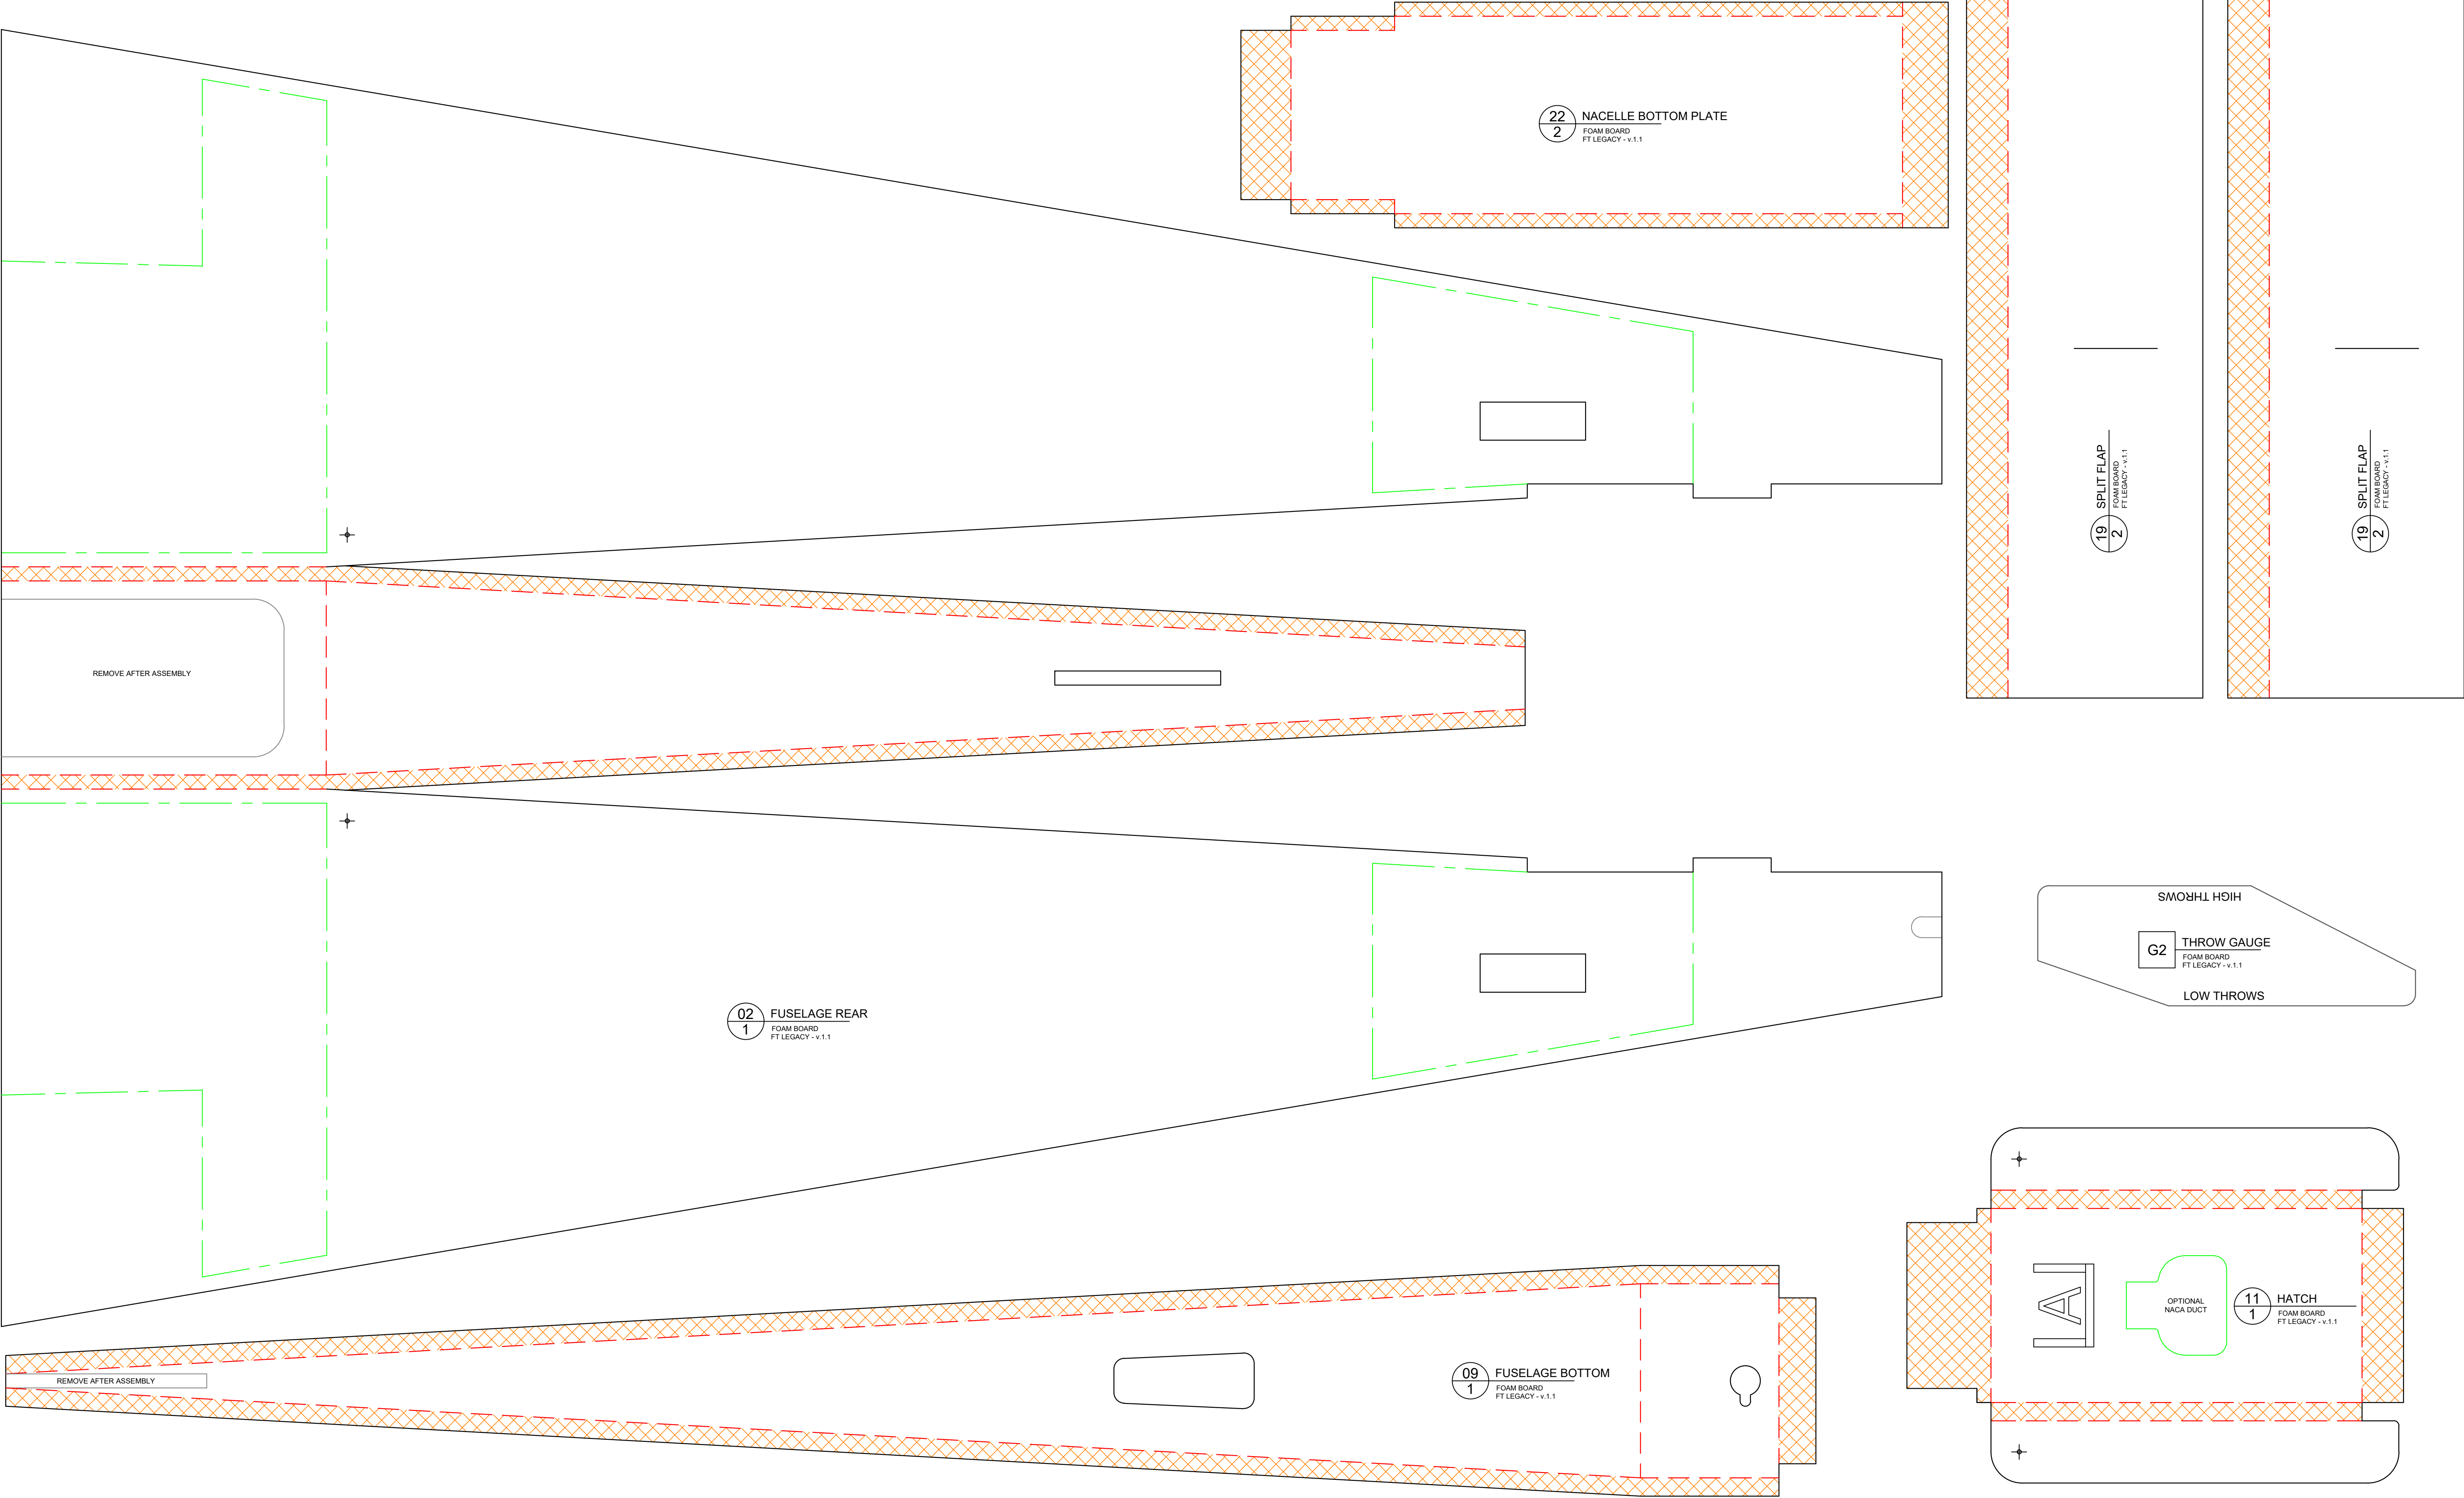 22
2
NACELLE BOTTOM PLATE
FOAM BOARD
FT LEGACY - v.1.1
19
2
SPLIT FLAP
FOAM BOARD
FT LEGACY - v.1.1
19
2
SPLIT FLAP
FOAM BOARD
FT LEGACY - v.1.1
REMOVE AFTER ASSEMBLY
HIGH THROWS
G2
THROW GAUGE
FOAM BOARD
FT LEGACY - v.1.1
LOW THROWS
02
1
FUSELAGE REAR
FOAM BOARD
FT LEGACY - v.1.1
A
OPTIONAL
NACA DUCT
11
1
HATCH
FOAM BOARD
FT LEGACY - v.1.1
REMOVE AFTER ASSEMBLY
09
1
FUSELAGE BOTTOM
FOAM BOARD
FT LEGACY - v.1.1